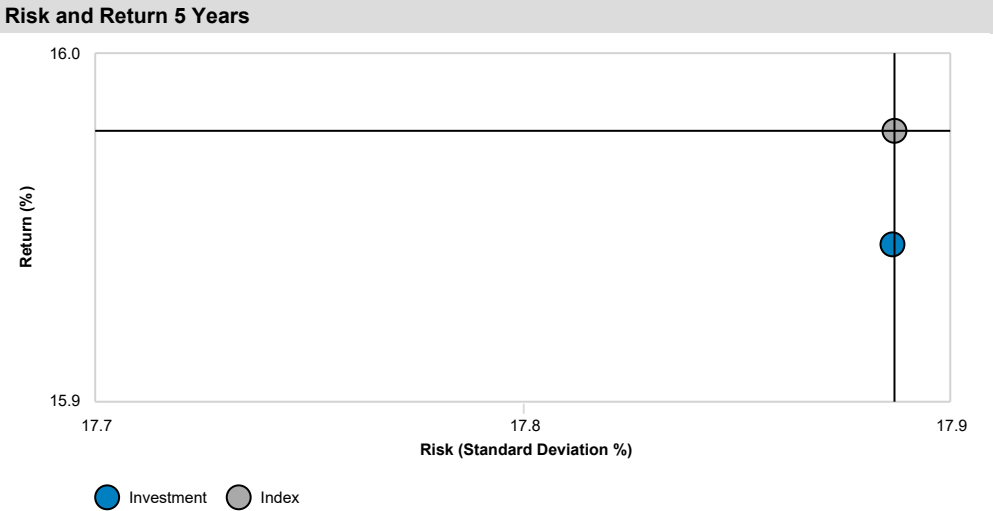 Risk and Return 5 Years
16.0
Return (%)
15.9
17.7 17.8 17.9
Risk (Standard Deviation %)
Investment Index